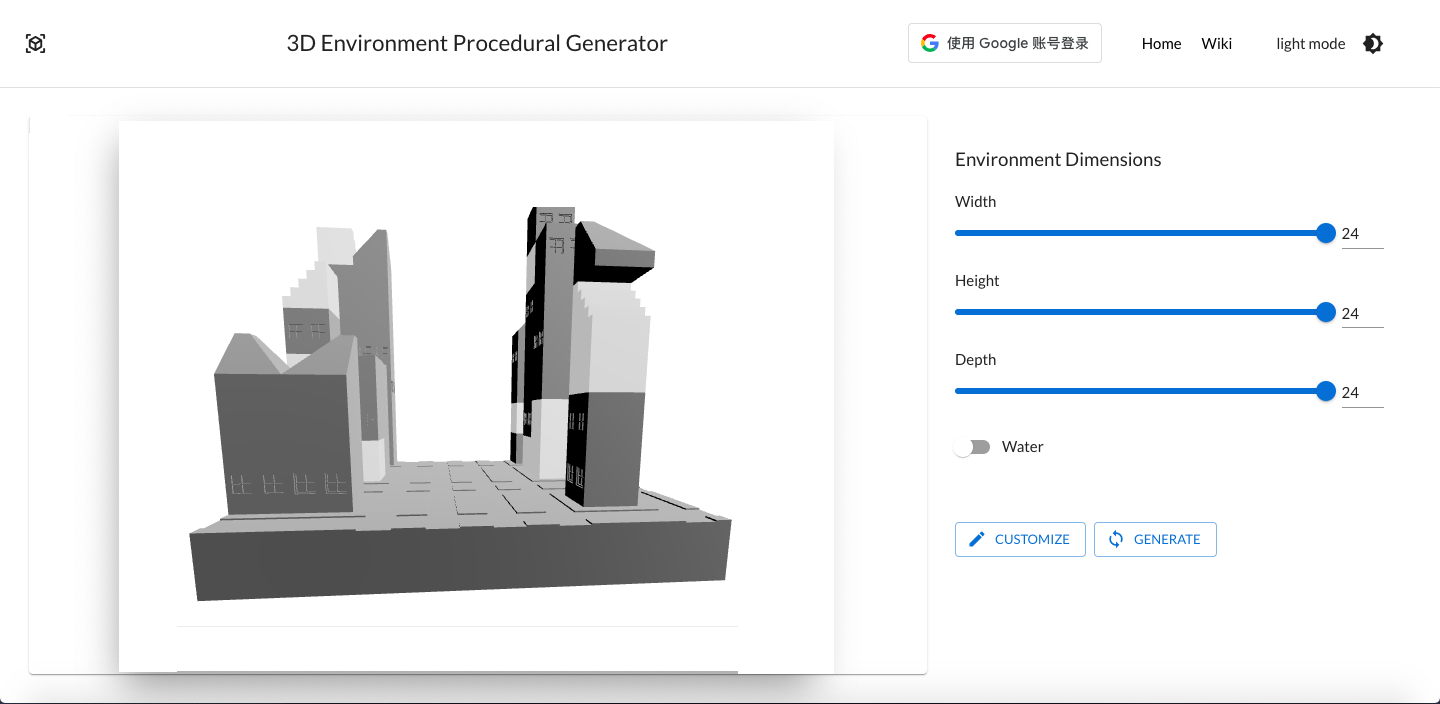 3D Environment Procedural Generator
使用 Google 账号登录
Home
Wiki
light mode
Environment Dimensions
Width
24
Height
24
Depth
24
Water
CUSTOMIZE
GENERATE